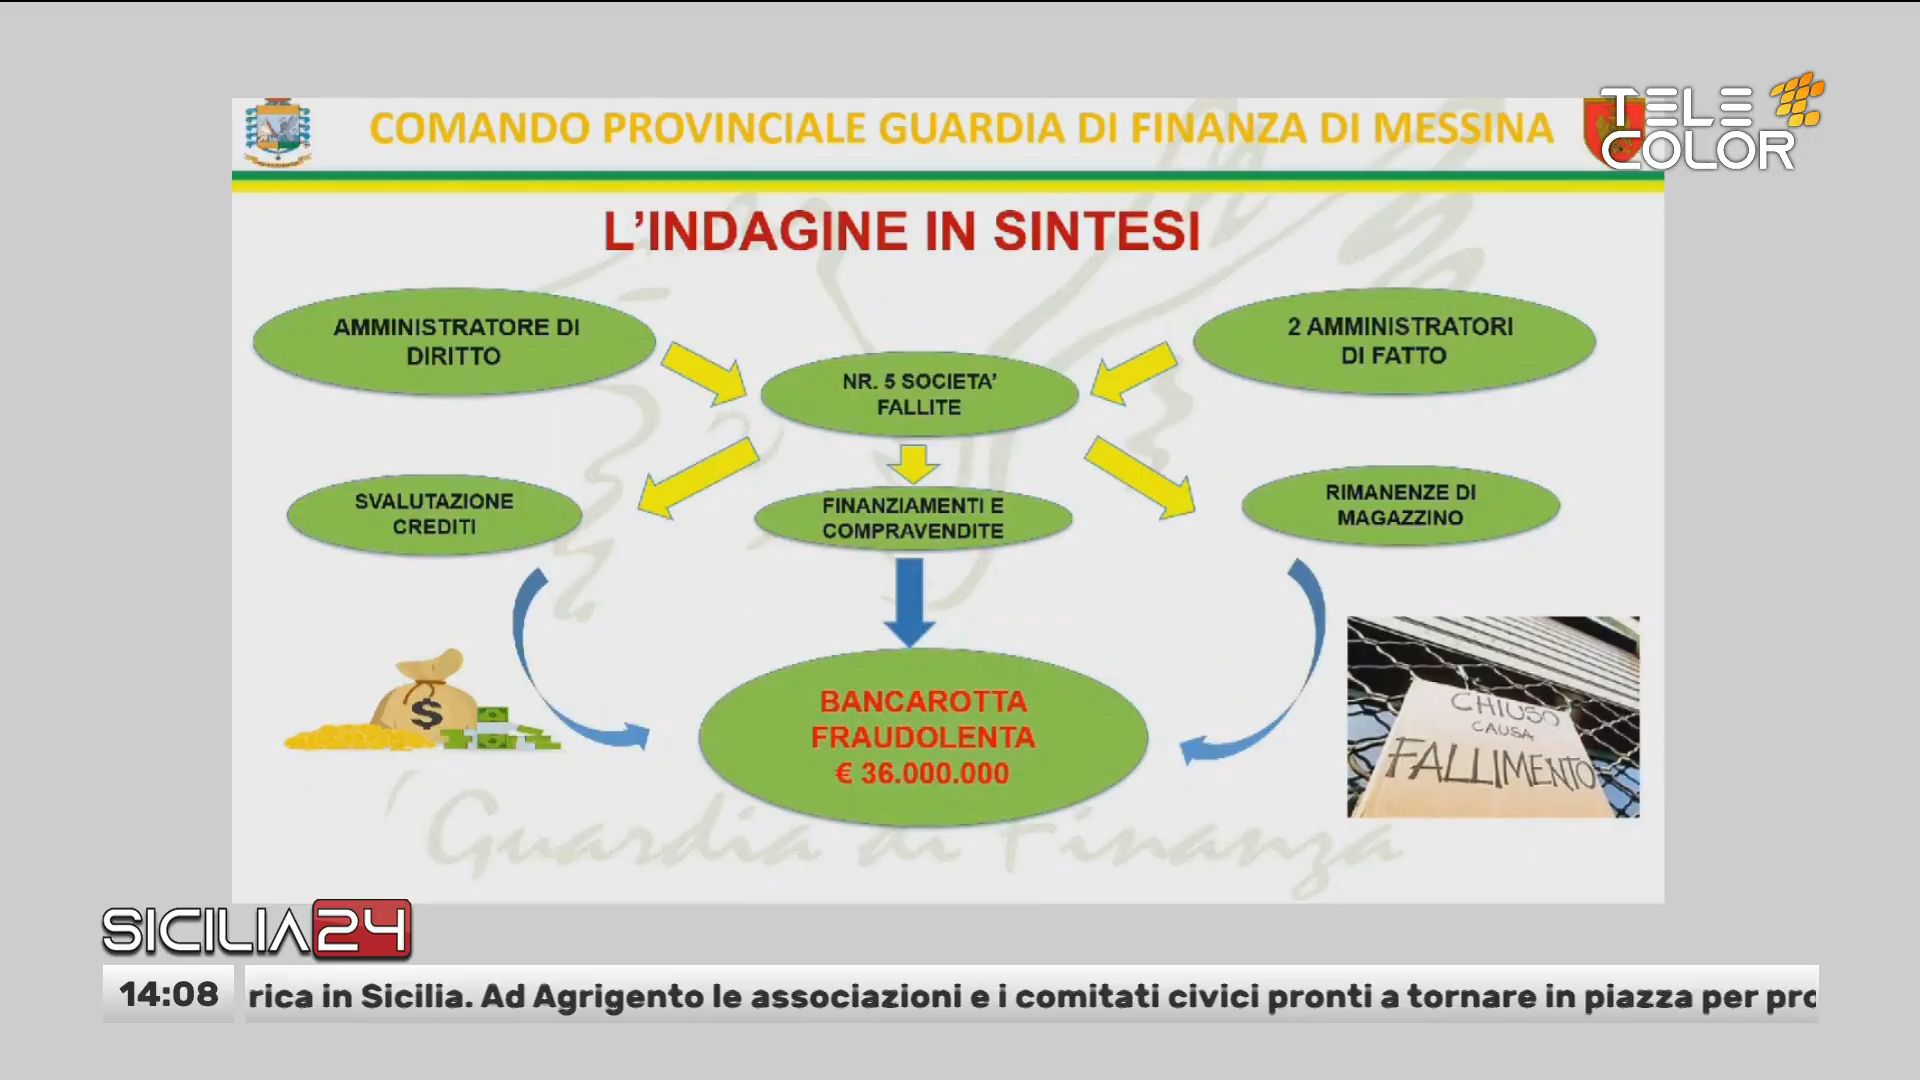 COMANDO PROVINCIALE GUARDIA DI FINANZA DI MESSINA
TELE
COLOR
L'INDAGINE IN SINTESI
AMMINISTRATORE DI
DIRITTO
2 AMMINISTRATORI
DI FATTO
NR. 5 SOCIETA'
FALLITE
SVALUTAZIONE
CREDITI
FINANZIAMENTI E
COMPRAVENDITE
RIMANENZE DI
MAGAZZINO
$
BANCAROTTA
FRAUDOLENTA
€ 36.000.000
CHIUSO
CAUSA
FALLIMENTO
Guardia di Finanza
SICILIA24
14:08
rica in Sicilia. Ad Agrigento le associazioni e i comitati civici pronti a tornare in piazza per pro